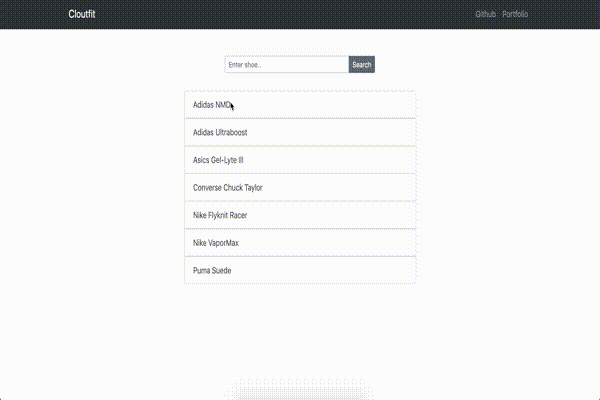 Cloutfit Github Portfolio
Enter shoe.. Search
Adidas NMD
Adidas Ultraboost
Asics Gel-Lyte III
Converse Chuck Taylor
Nike Flyknit Racer
Nike VaporMax
Puma Suede